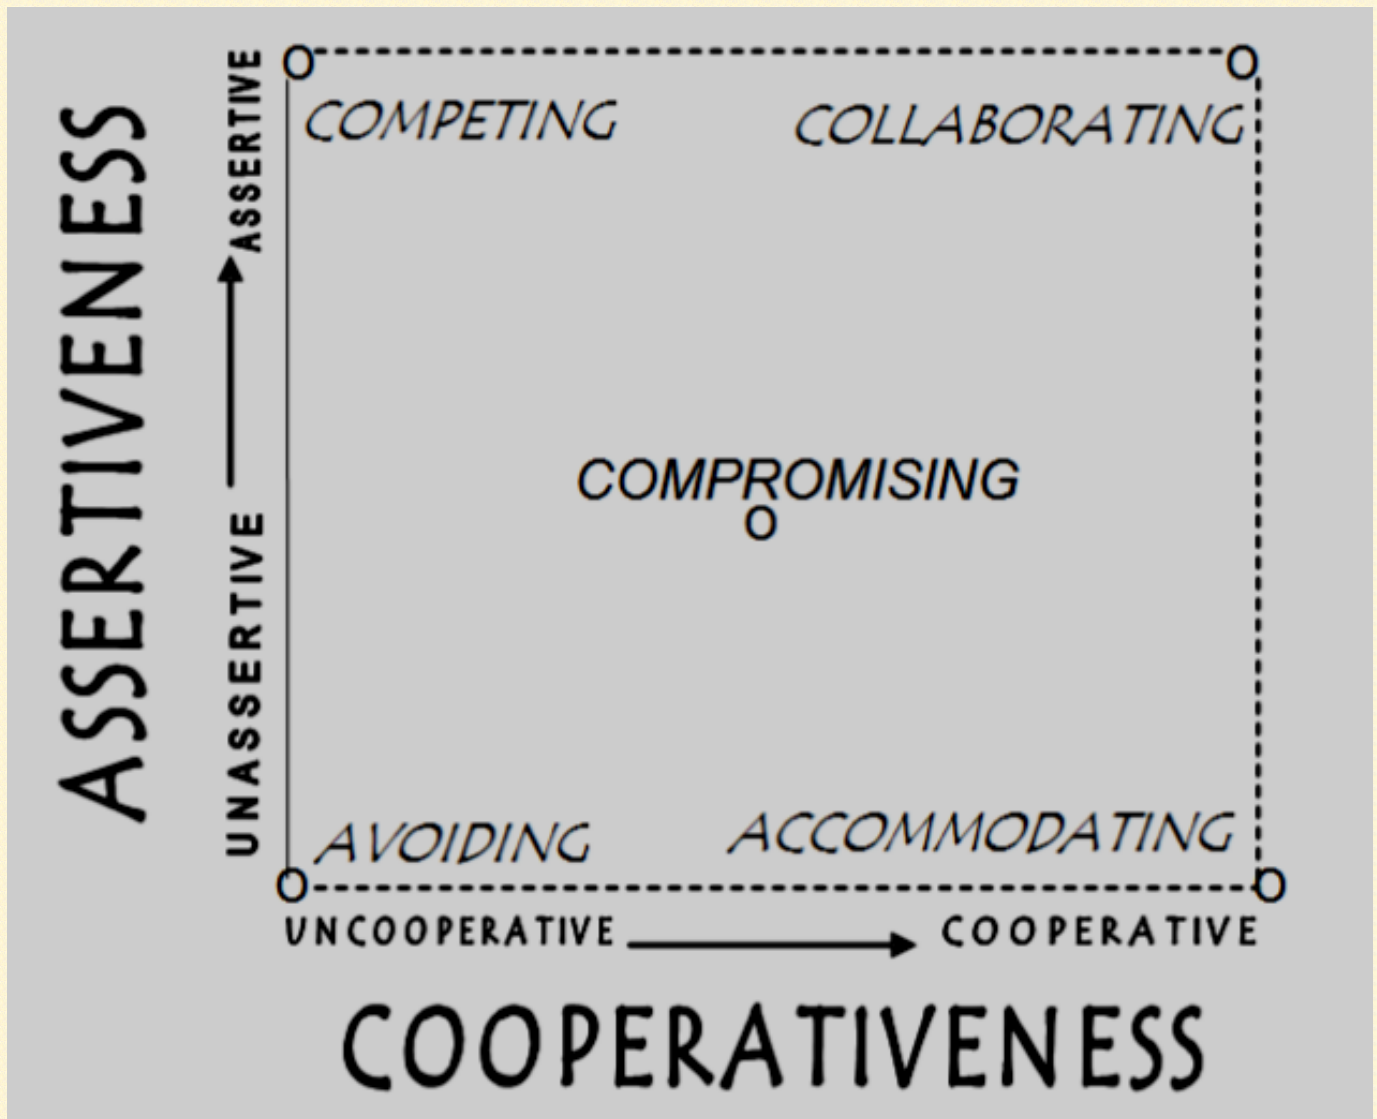 ASSERTIVENESS
ASSERTIVE
UNASSERTIVE
O O
COMPETING COLLABORATING
COMPROMISING
O
AVOIDING ACCOMMODATING
O O
UNCOOPERATIVE COOPERATIVE
COOPERATIVENESS